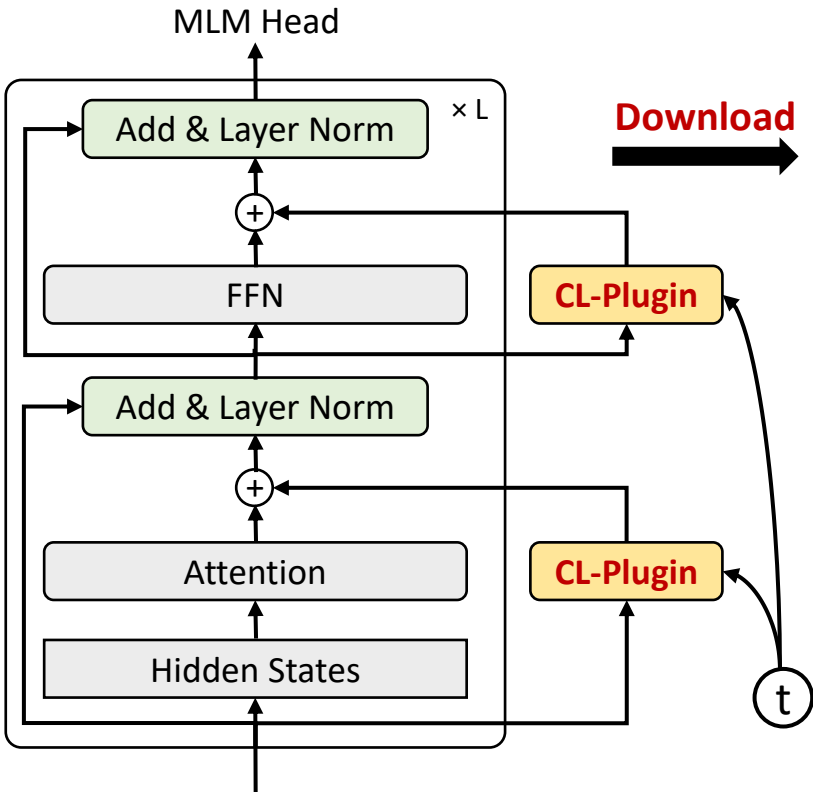 MLM Head
Add & Layer Norm
× L
Download
+
FFN
CL-Plugin
Add & Layer Norm
+
Attention
CL-Plugin
Hidden States
t